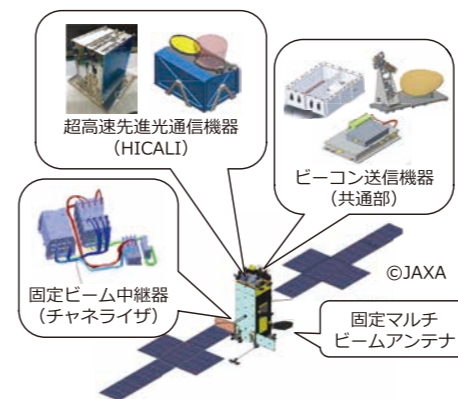 超高速先進光通信機器
（HICALI）
ビーコン送信機器
（共通部）
固定ビーム中継器
（チャネライザ）
©JAXA
固定マルチ
ビームアンテナ